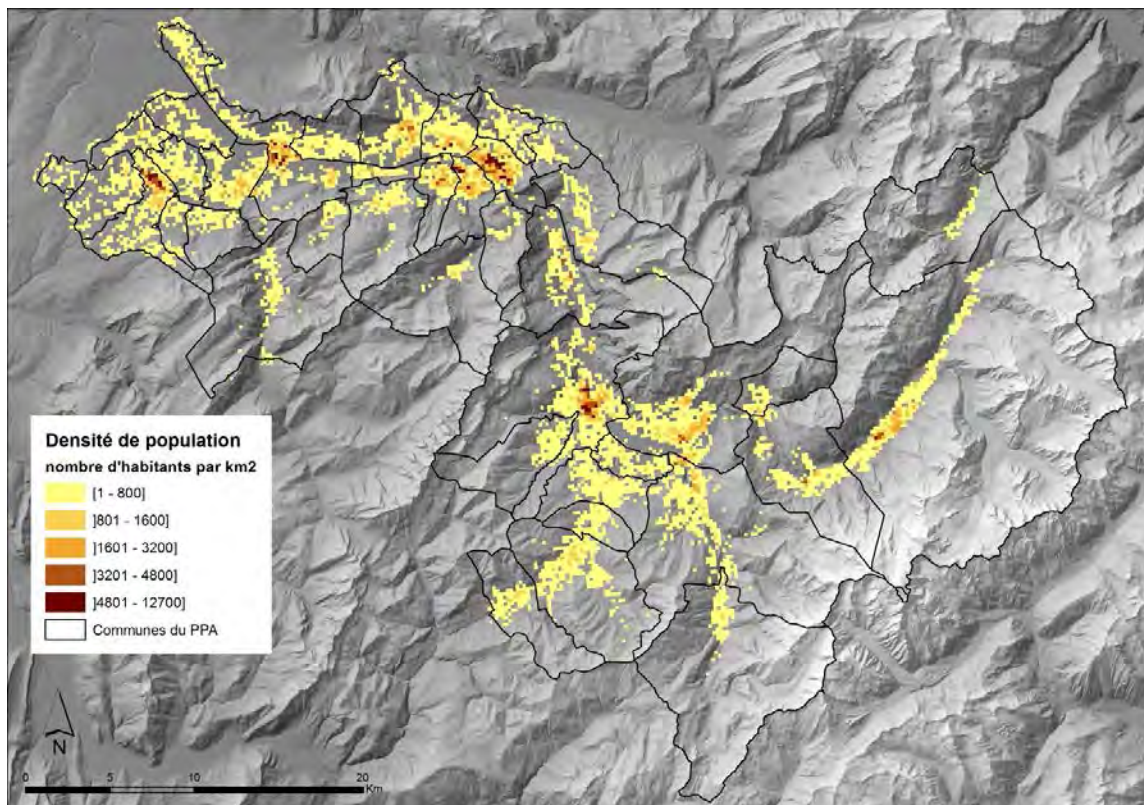 Densité de population
nombre d'habitants par km2
[1 - 800]
]801 - 1600]
]1601 - 3200]
]3201 - 4800]
]4801 - 12700]
Communes du PPA
N
0 5 10 20
Km